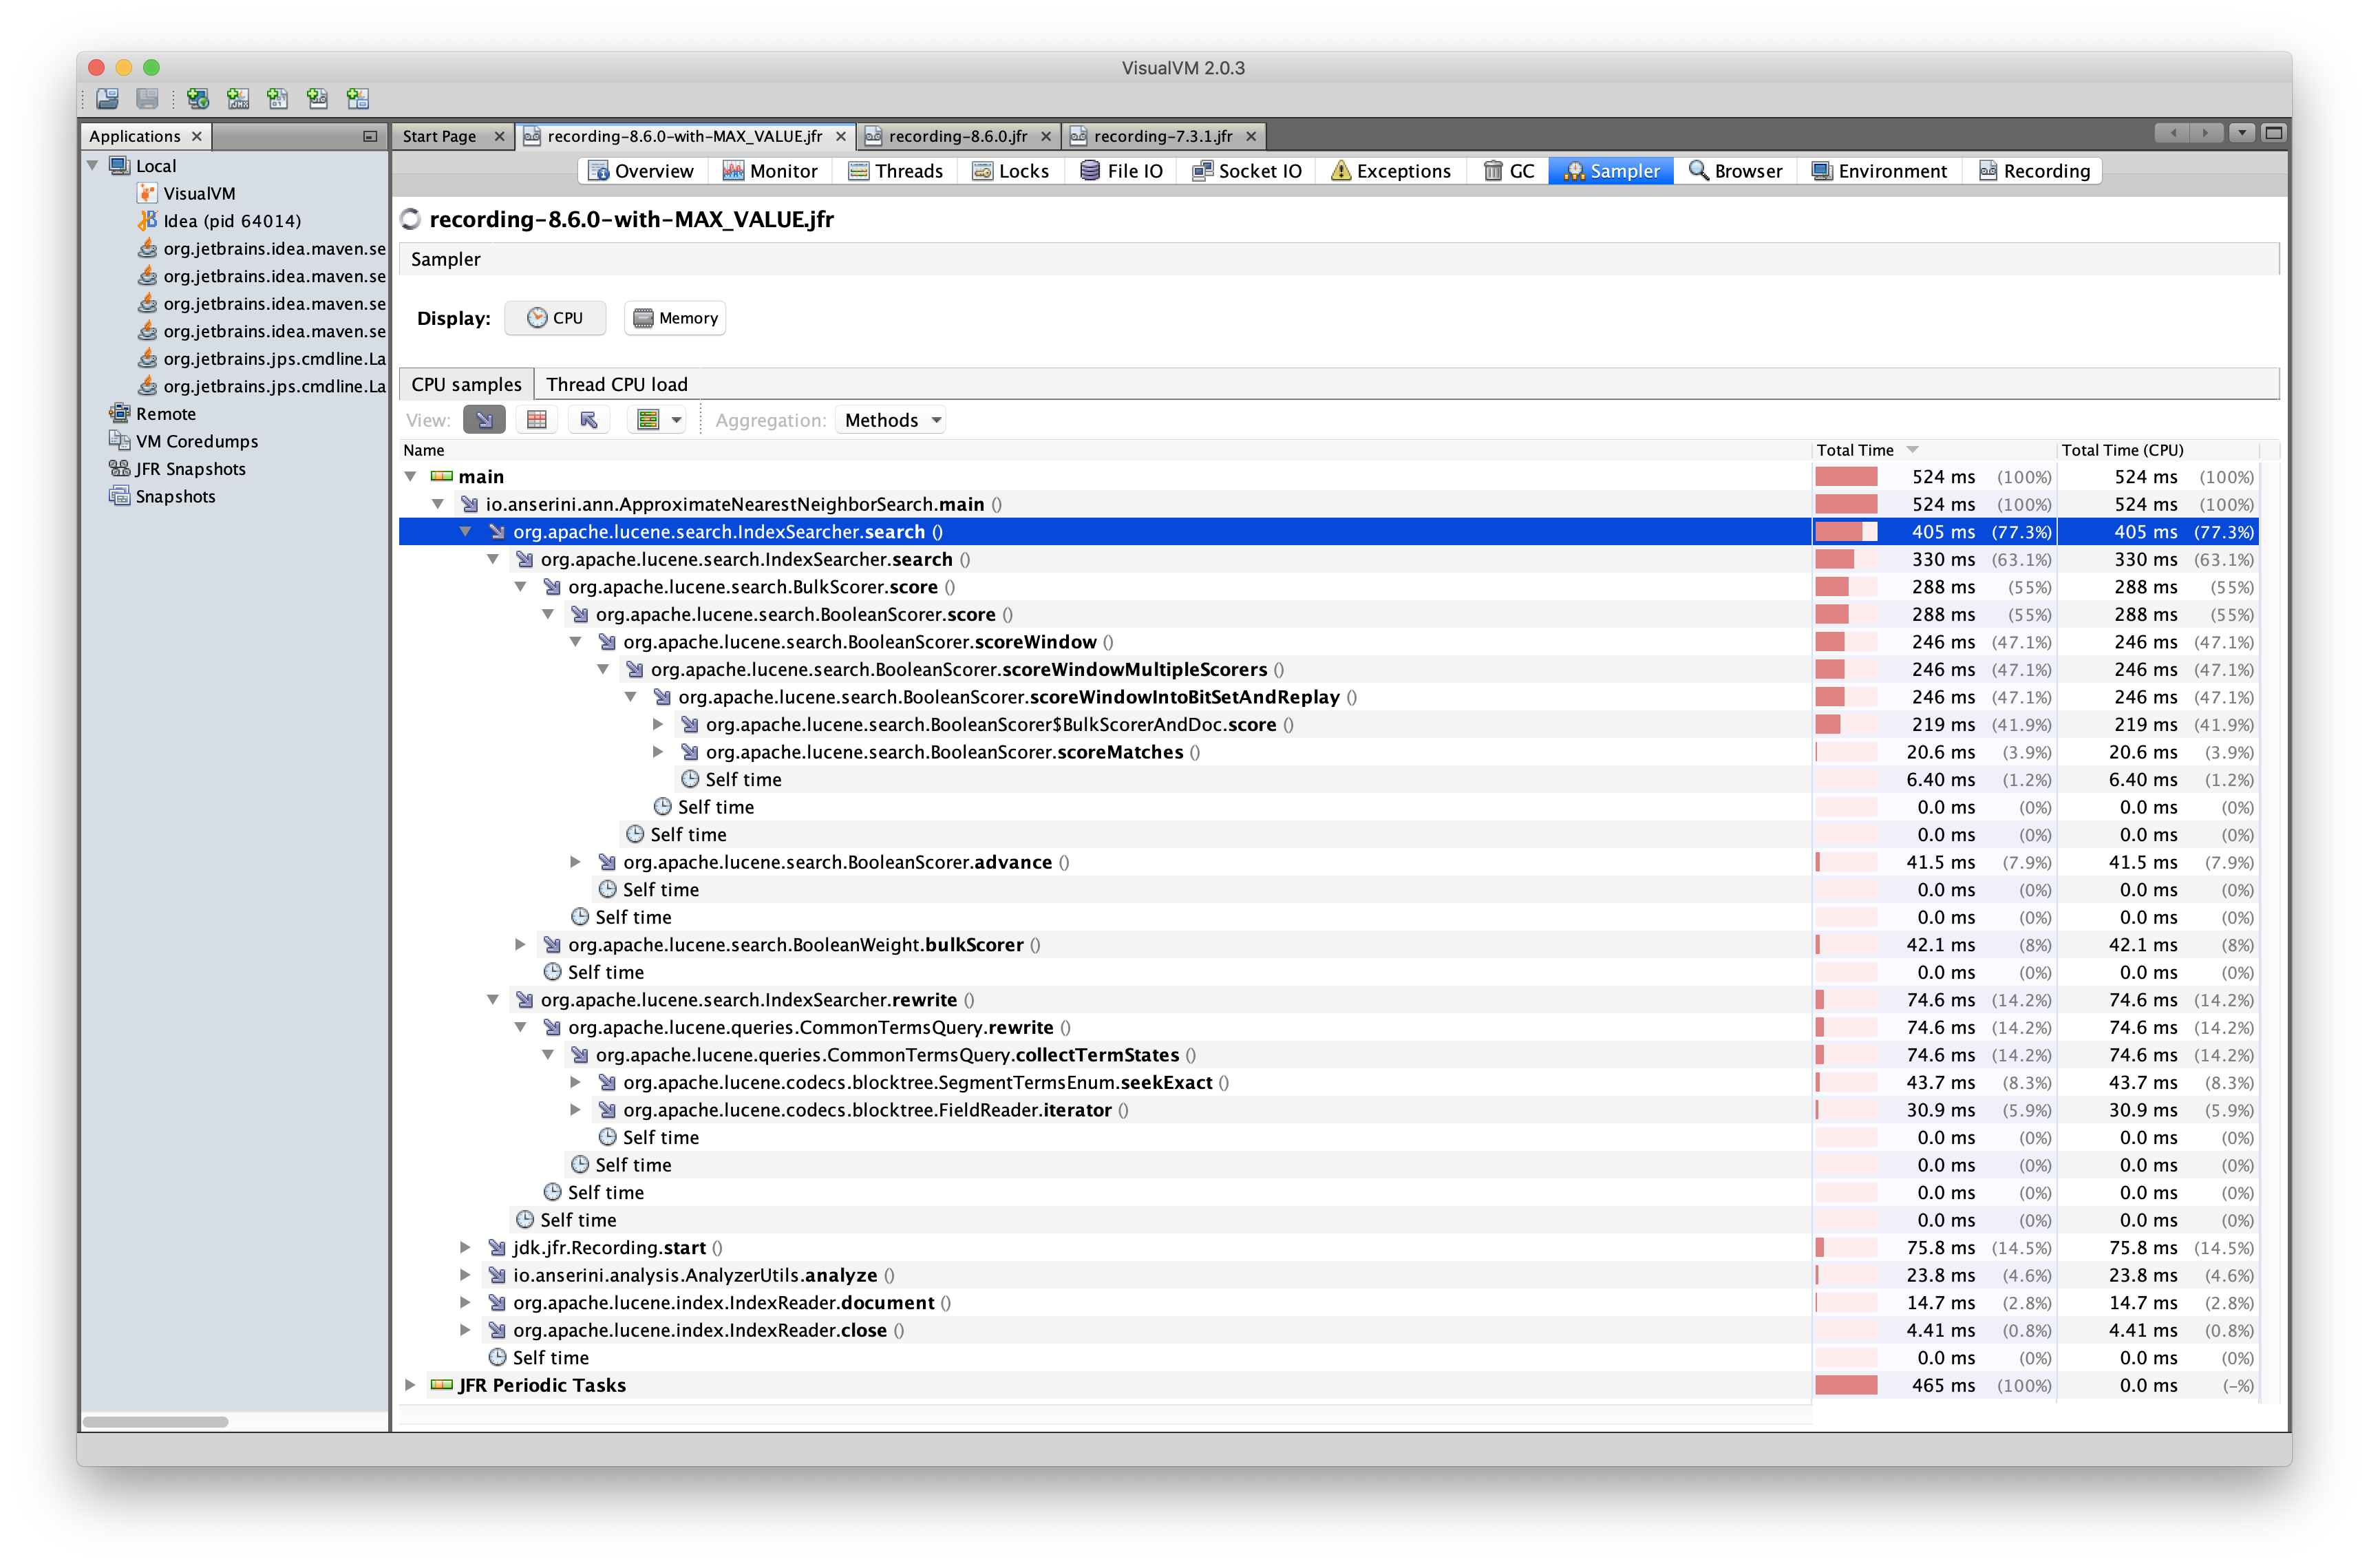 VisualVM 2.0.3
Applications
Start Page
recording-8.6.0-with-MAX_VALUE.jfr
recording-8.6.0.jfr
recording-7.3.1.jfr
Local
VisualVM
Idea (pid 64014)
org.jetbrains.idea.maven.se
org.jetbrains.idea.maven.se
org.jetbrains.idea.maven.se
org.jetbrains.idea.maven.se
org.jetbrains.jps.cmdline.La
org.jetbrains.jps.cmdline.La
Remote
VM Coredumps
JFR Snapshots
Snapshots
Overview Monitor Threads Locks File IO Socket IO Exceptions GC Sampler Browser Environment Recording
recording-8.6.0-with-MAX_VALUE.jfr
Sampler
Display: CPU Memory
CPU samples Thread CPU load
View: Aggregation: Methods
Name Total Time Total Time (CPU)
main 524 ms (100%) 524 ms (100%)
io.anserini.ann.ApproximateNearestNeighborSearch.main () 524 ms (100%) 524 ms (100%)
org.apache.lucene.search.IndexSearcher.search () 405 ms (77.3%) 405 ms (77.3%)
org.apache.lucene.search.IndexSearcher.search () 330 ms (63.1%) 330 ms (63.1%)
org.apache.lucene.search.BulkScorer.score () 288 ms (55%) 288 ms (55%)
org.apache.lucene.search.BooleanScorer.score () 288 ms (55%) 288 ms (55%)
org.apache.lucene.search.BooleanScorer.scoreWindow () 246 ms (47.1%) 246 ms (47.1%)
org.apache.lucene.search.BooleanScorer.scoreWindowMultipleScorers () 246 ms (47.1%) 246 ms (47.1%)
org.apache.lucene.search.BooleanScorer.scoreWindowIntoBitSetAndReplay () 246 ms (47.1%) 246 ms (47.1%)
org.apache.lucene.search.BooleanScorer$BulkScorerAndDoc.score () 219 ms (41.9%) 219 ms (41.9%)
org.apache.lucene.search.BooleanScorer.scoreMatches () 20.6 ms (3.9%) 20.6 ms (3.9%)
Self time 6.40 ms (1.2%) 6.40 ms (1.2%)
Self time 0.0 ms (0%) 0.0 ms (0%)
Self time 0.0 ms (0%) 0.0 ms (0%)
org.apache.lucene.search.BooleanScorer.advance () 41.5 ms (7.9%) 41.5 ms (7.9%)
Self time 0.0 ms (0%) 0.0 ms (0%)
Self time 0.0 ms (0%) 0.0 ms (0%)
org.apache.lucene.search.BooleanWeight.bulkScorer () 42.1 ms (8%) 42.1 ms (8%)
Self time 0.0 ms (0%) 0.0 ms (0%)
org.apache.lucene.search.IndexSearcher.rewrite () 74.6 ms (14.2%) 74.6 ms (14.2%)
org.apache.lucene.queries.CommonTermsQuery.rewrite () 74.6 ms (14.2%) 74.6 ms (14.2%)
org.apache.lucene.queries.CommonTermsQuery.collectTermStates () 74.6 ms (14.2%) 74.6 ms (14.2%)
org.apache.lucene.codecs.blocktree.SegmentTermsEnum.seekExact () 43.7 ms (8.3%) 43.7 ms (8.3%)
org.apache.lucene.codecs.blocktree.FieldReader.iterator () 30.9 ms (5.9%) 30.9 ms (5.9%)
Self time 0.0 ms (0%) 0.0 ms (0%)
Self time 0.0 ms (0%) 0.0 ms (0%)
Self time 0.0 ms (0%) 0.0 ms (0%)
Self time 0.0 ms (0%) 0.0 ms (0%)
jdk.jfr.Recording.start () 75.8 ms (14.5%) 75.8 ms (14.5%)
io.anserini.analysis.AnalyzerUtils.analyze () 23.8 ms (4.6%) 23.8 ms (4.6%)
org.apache.lucene.index.IndexReader.document () 14.7 ms (2.8%) 14.7 ms (2.8%)
org.apache.lucene.index.IndexReader.close () 4.41 ms (0.8%) 4.41 ms (0.8%)
Self time 0.0 ms (0%) 0.0 ms (0%)
JFR Periodic Tasks 465 ms (100%) 0.0 ms (-%)